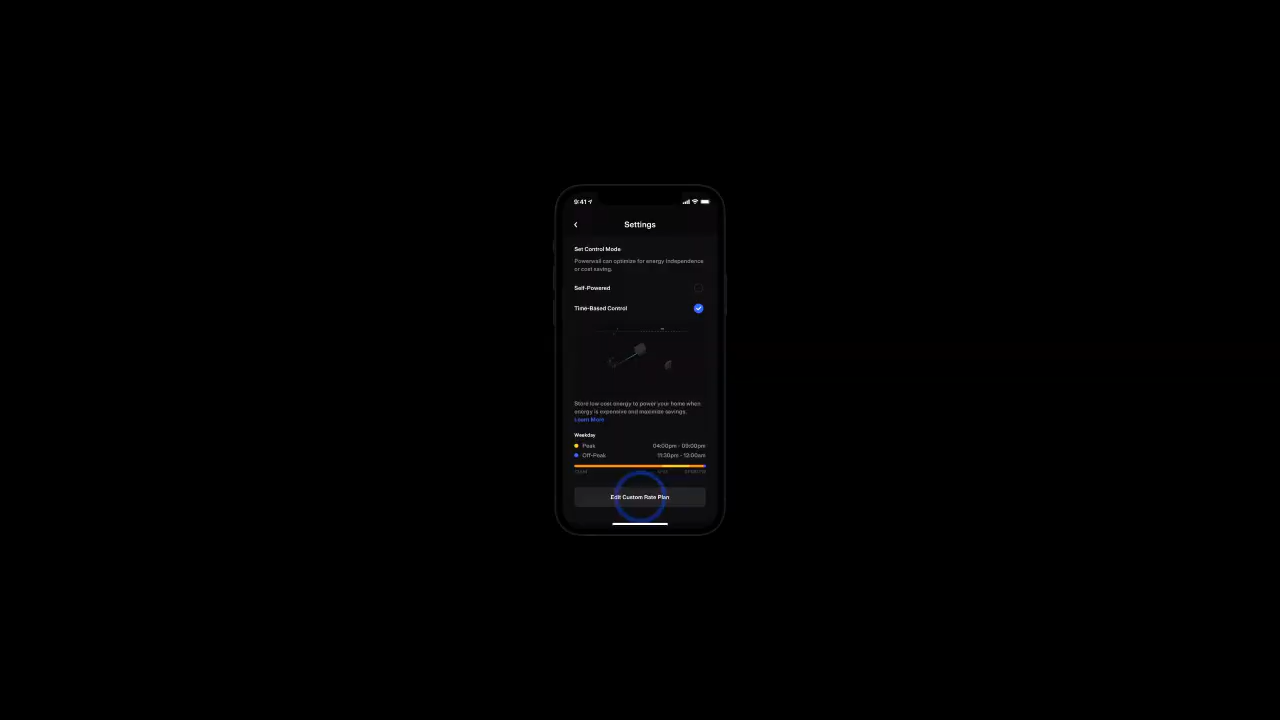 9:41
Settings
Set Control Mode
Powerwall can optimize for energy independence
or cost saving.
Self-Powered
Time-Based Control
Store low-cost energy to power your home when
energy is expensive and maximize savings.
Learn More
Weekday
Peak 04:00pm - 09:00pm
Off-Peak 11:30pm - 12:00am
Edit Custom Rate Plan